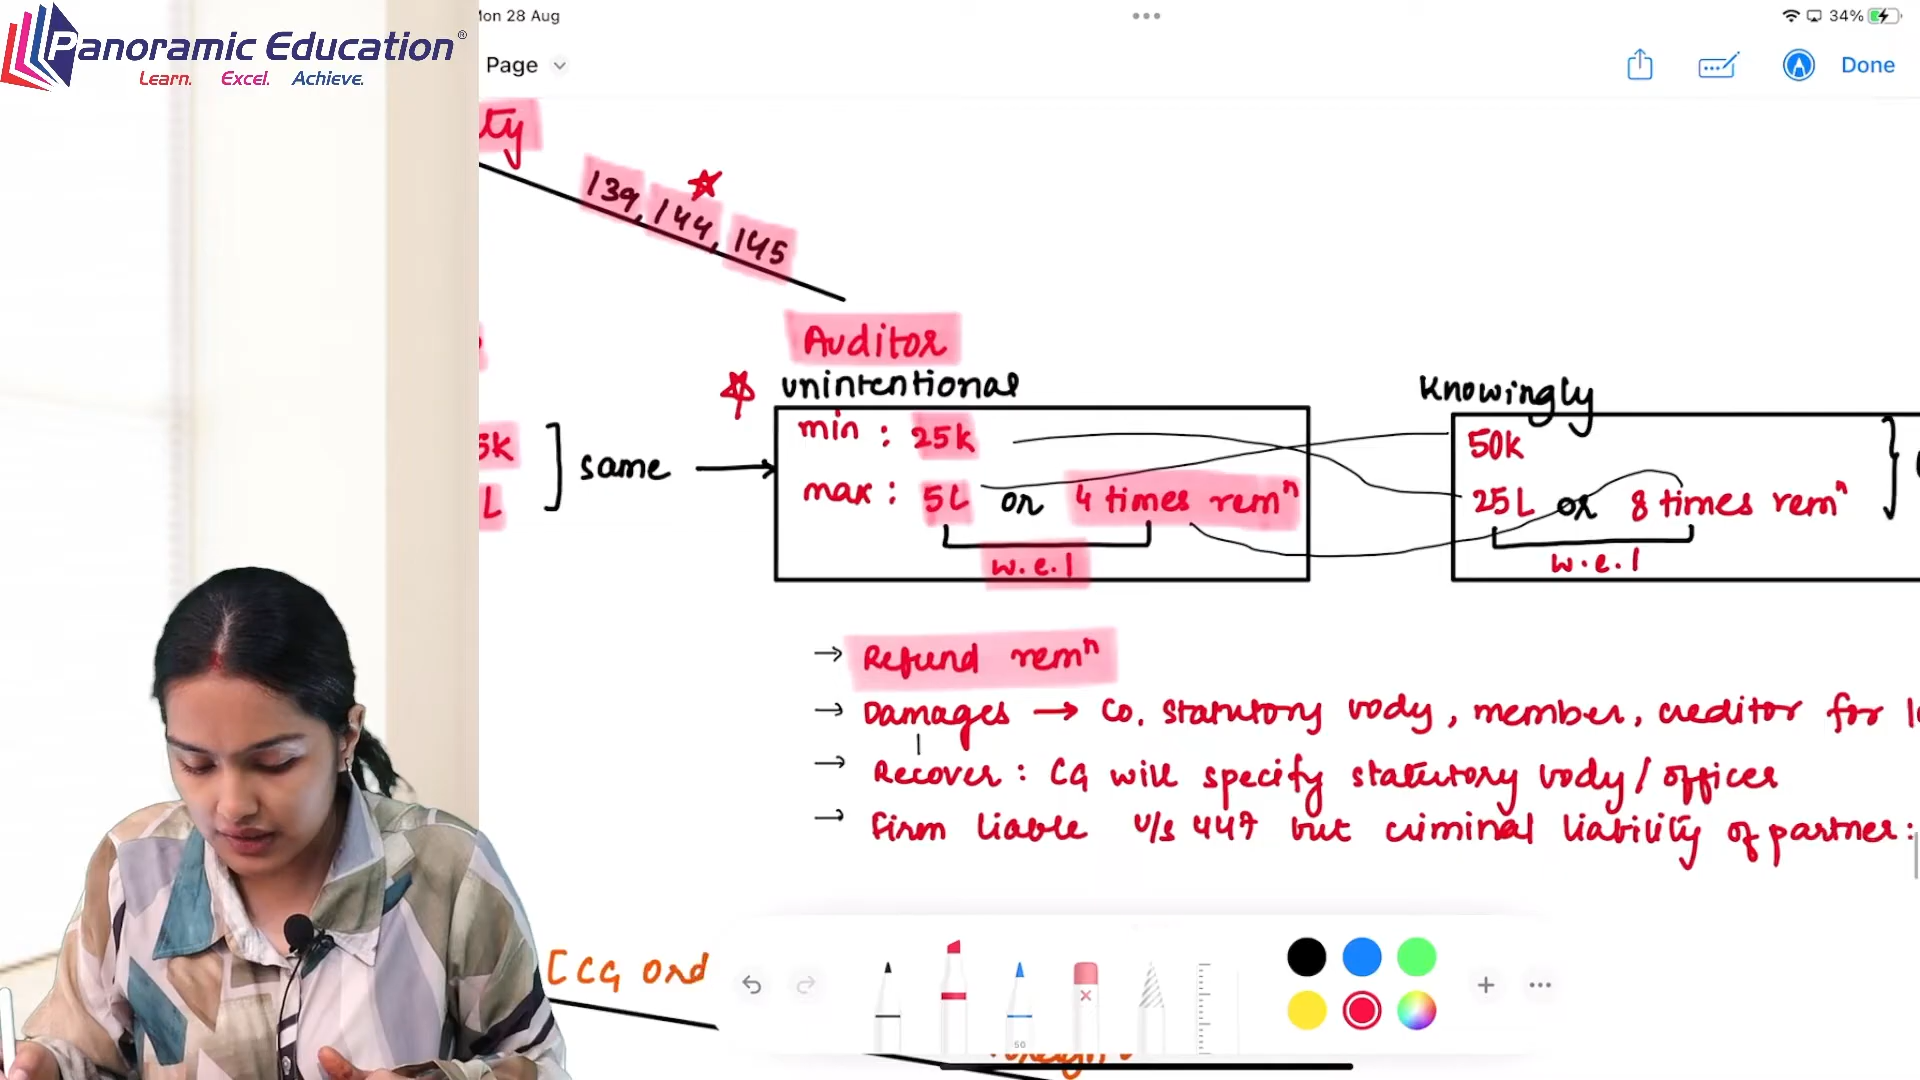 Panoramic Education®
Learn. Excel. Achieve.
Mon 28 Aug
34%
Page
Done
ty
139, 144, 145
Auditor
unintentional
Knowingly
min : 25k
max : 5L or 4 times remⁿ
w.e.l
50k
25L or 8 times remⁿ
w.e.l
5k
L
same
→ Refund remⁿ
→ Damages → Co. statutory body, member, creditor for
→ Recover : CG will specify statutory body / officer
→ Firm liable u/s 447 but criminal liability of partner :
[CG ord
50